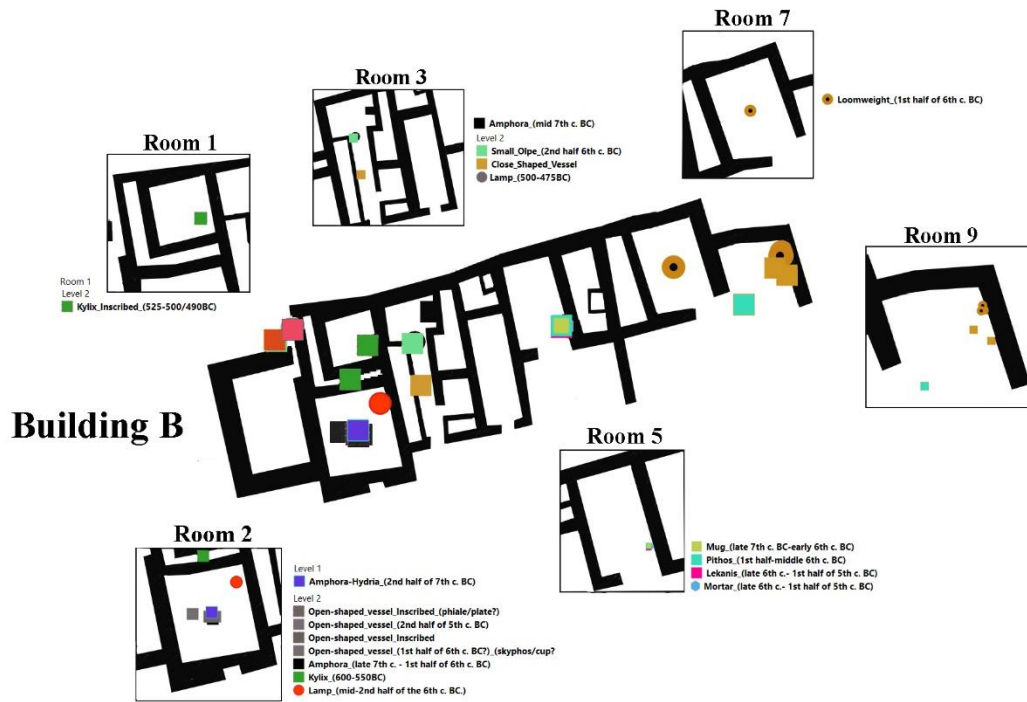 Room 7
Loomweight_(1st half of 6th c. BC)
Room 3
Amphora_(mid 7th c. BC)
Level 2
Small_Olpe_(2nd half 6th c. BC)
Close_Shaped_Vessel
Lamp_(500-475BC)
Room 1
Room 1
Level 2
Kylix_Inscribed_(525-500/490BC)
Room 9
Building B
Room 5
Mug_(late 7th c. BC-early 6th c. BC)
Pithos_(1st half-middle 6th c. BC)
Lekanis_(late 6th c.- 1st half of 5th c. BC)
Mortar_(late 6th c.- 1st half of 5th c. BC)
Room 2
Level 1
Amphora-Hydria_(2nd half of 7th c. BC)
Level 2
Open-shaped_vessel_Inscribed_(phiale/plate?)
Open-shaped_vessel_(2nd half of 5th c. BC)
Open-shaped_vessel_Inscribed
Open-shaped_vessel_(1st half of 6th c. BC?)_(skyphos/cup?
Amphora_(late 7th c. - 1st half of 6th c. BC)
Kylix_(600-550BC)
Lamp_(mid-2nd half of the 6th c. BC.)